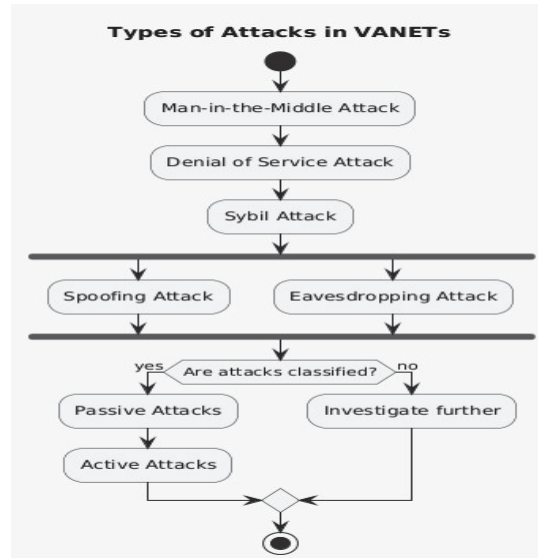 Types of Attacks in VANETs
Man-in-the-Middle Attack
Denial of Service Attack
Sybil Attack
Spoofing Attack
Eavesdropping Attack
Are attacks classified?
yes
no
Passive Attacks
Investigate further
Active Attacks